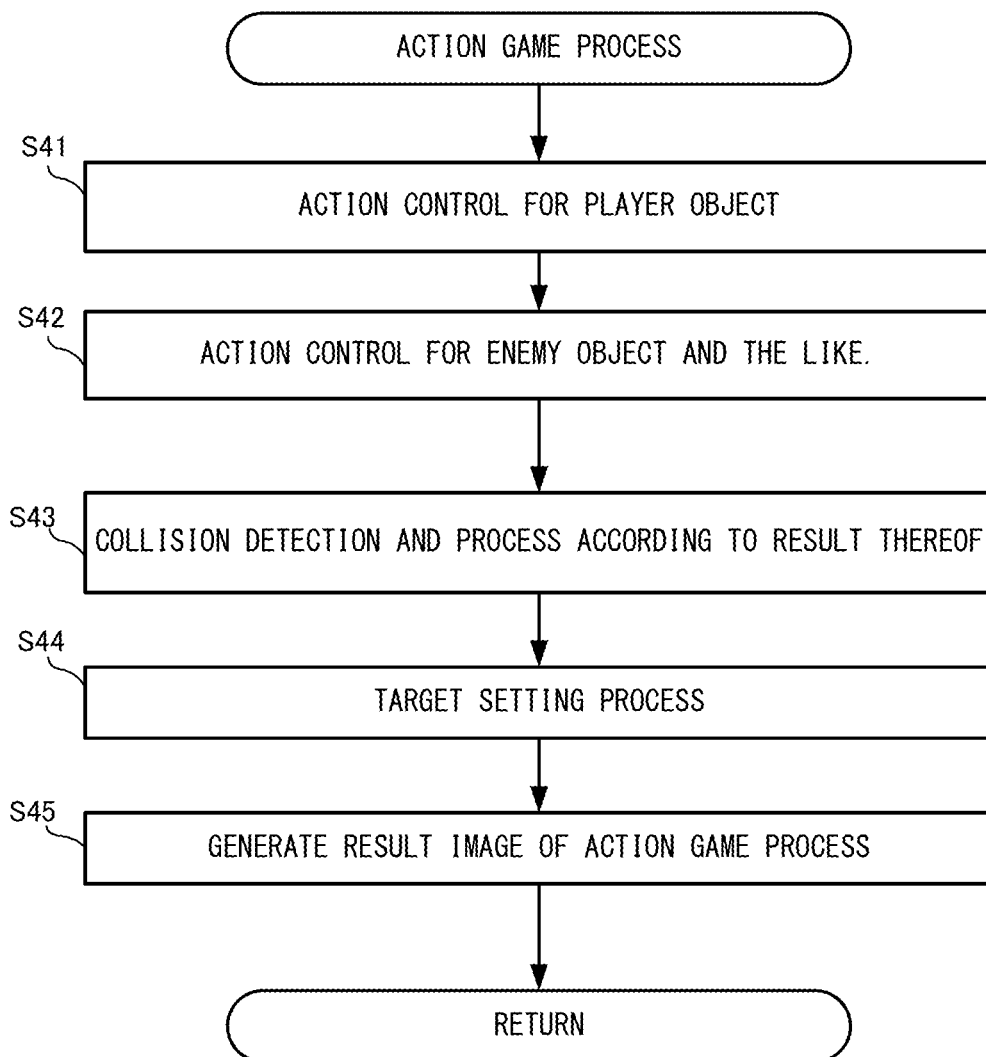 ACTION GAME PROCESS
S41
ACTION CONTROL FOR PLAYER OBJECT
S42
ACTION CONTROL FOR ENEMY OBJECT AND THE LIKE.
S43
COLLISION DETECTION AND PROCESS ACCORDING TO RESULT THEREOF
S44
TARGET SETTING PROCESS
S45
GENERATE RESULT IMAGE OF ACTION GAME PROCESS
RETURN